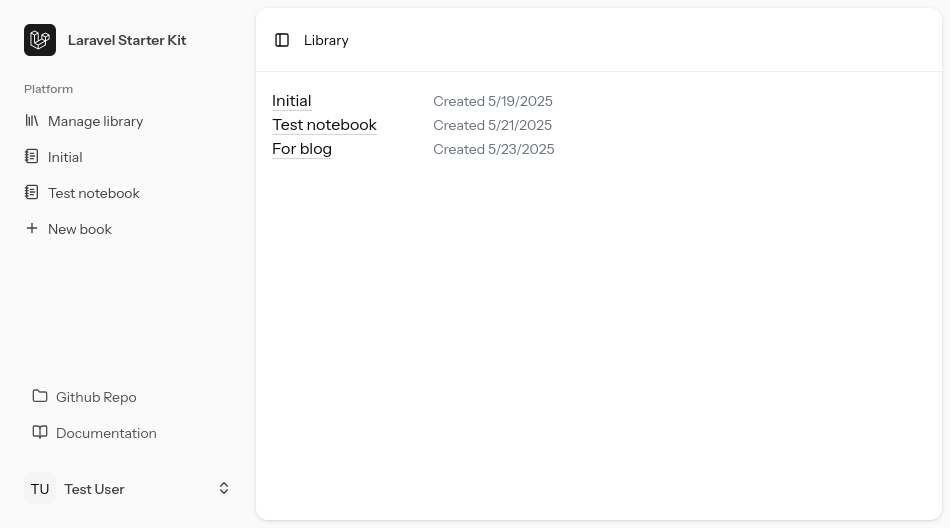 Laravel Starter Kit
Platform
Manage library
Initial
Test notebook
New book
Github Repo
Documentation
TU Test User
Library
Initial Created 5/19/2025
Test notebook Created 5/21/2025
For blog Created 5/23/2025